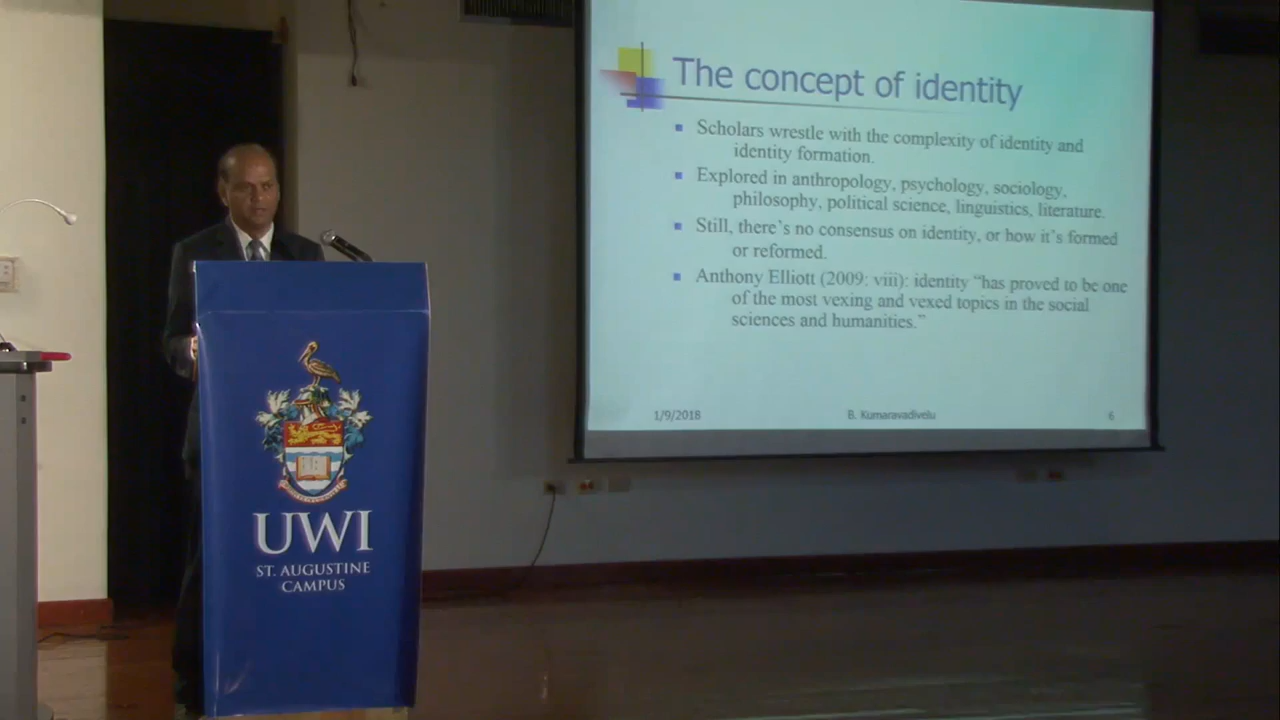 The concept of identity
Scholars wrestle with the complexity of identity and
identity formation.
Explored in anthropology, psychology, sociology,
philosophy, political science, linguistics, literature.
Still, there's no consensus on identity, or how it's formed
or reformed.
Anthony Elliott (2009: viii): identity “has proved to be one
of the most vexing and vexed topics in the social
sciences and humanities.”
1/9/2018 B. Kumaravadivelu 6
UWI
ST. AUGUSTINE
CAMPUS